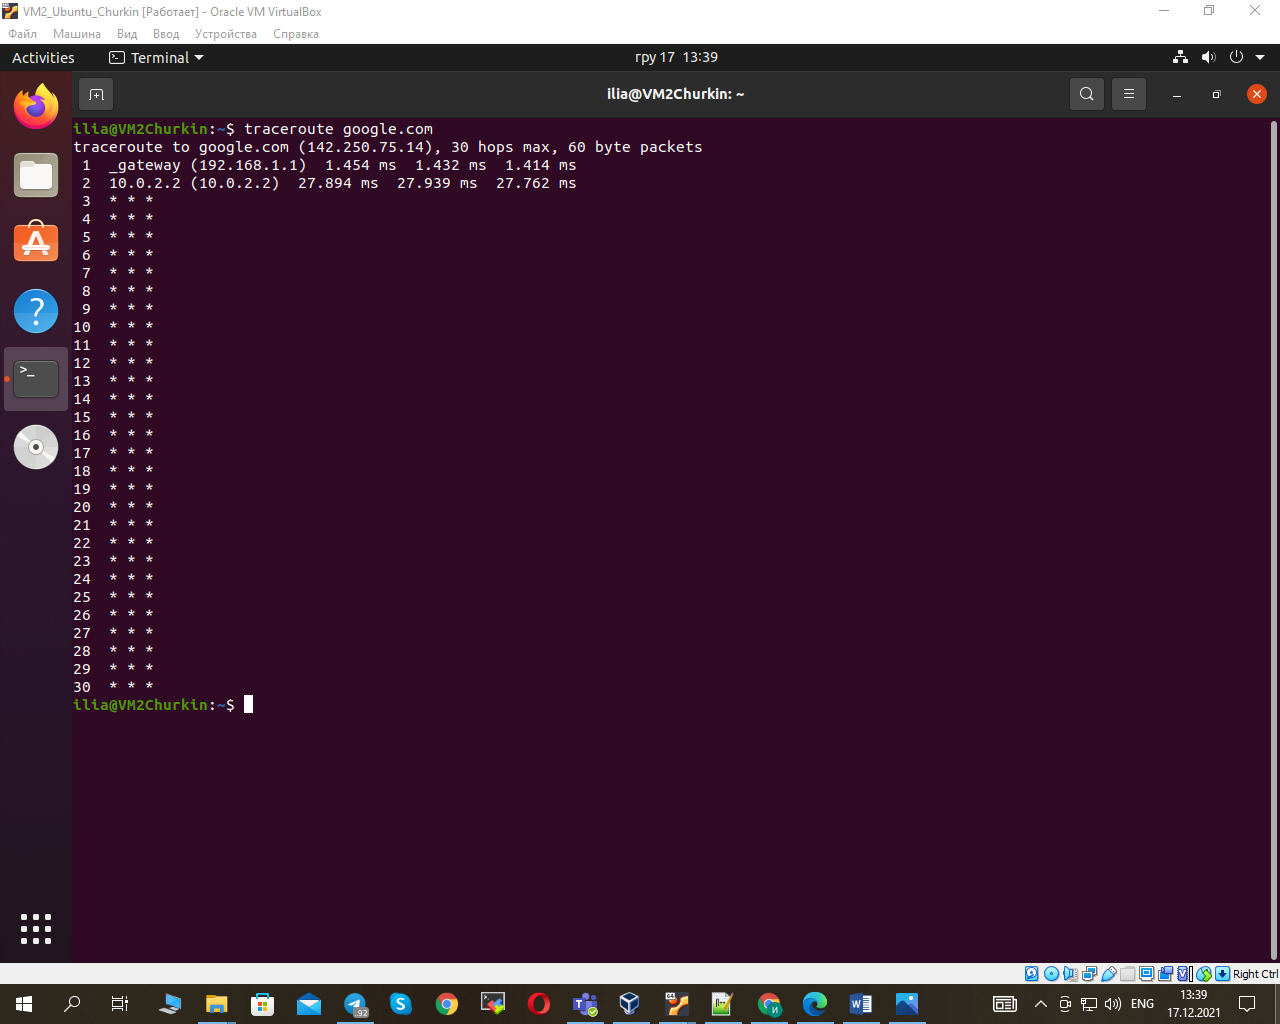 VM2_Ubuntu_Churkin [Работает] - Oracle VM VirtualBox
Файл Машина Вид Ввод Устройства Справка
Activities Terminal гру 17 13:39
ilia@VM2Churkin: ~
ilia@VM2Churkin:~$ traceroute google.com
traceroute to google.com (142.250.75.14), 30 hops max, 60 byte packets
1 _gateway (192.168.1.1) 1.454 ms 1.432 ms 1.414 ms
2 10.0.2.2 (10.0.2.2) 27.894 ms 27.939 ms 27.762 ms
3 * * *
4 * * *
5 * * *
6 * * *
7 * * *
8 * * *
9 * * *
10 * * *
11 * * *
12 * * *
13 * * *
14 * * *
15 * * *
16 * * *
17 * * *
18 * * *
19 * * *
20 * * *
21 * * *
22 * * *
23 * * *
24 * * *
25 * * *
26 * * *
27 * * *
28 * * *
29 * * *
30 * * *
ilia@VM2Churkin:~$
Right Ctrl
ENG 13:39
17.12.2021